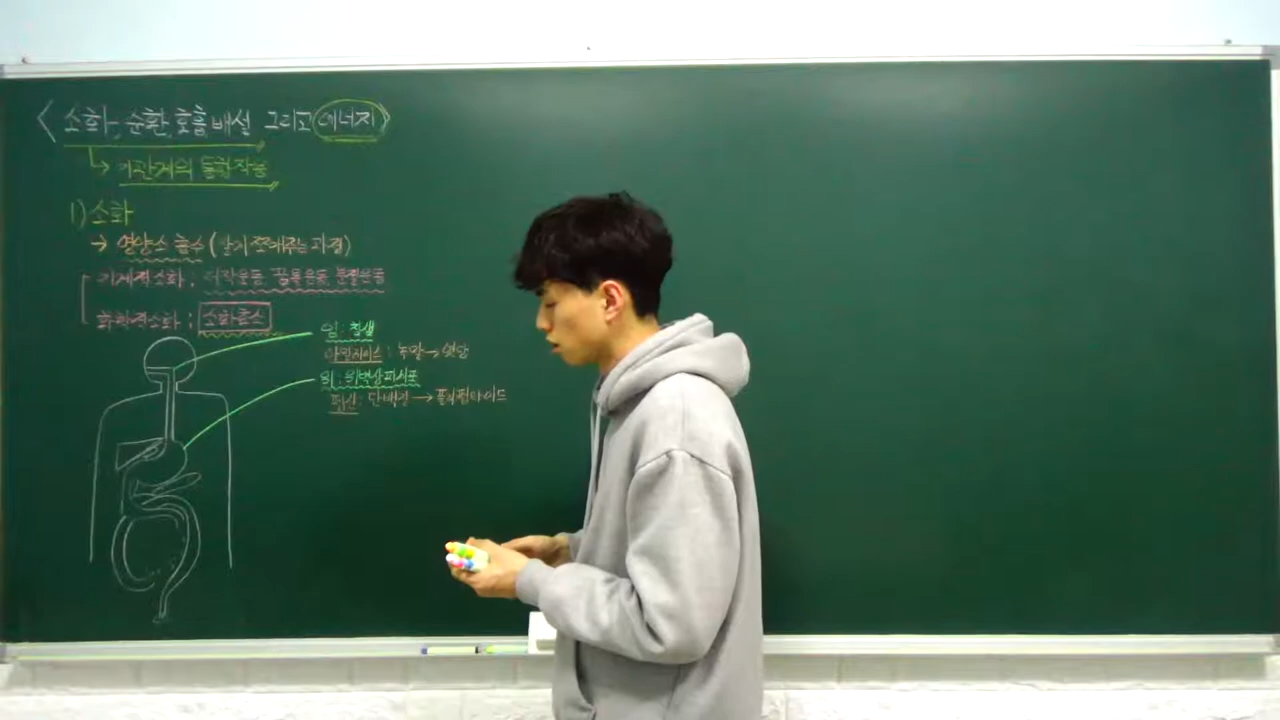 <소화, 순환, 호흡, 배설 그리고 에너지>
↳ 기관계의 통합작용
1) 소화
→ 영양소 흡수 (잘게 쪼개주는 과정)
기계적소화 : 저작운동, 꿈틀운동, 분절운동
화학적소화 : 소화효소
입 : 침샘
아밀레이스 : 녹말 → 엿당
위 : 위벽상피세포
펩신 : 단백질 → 폴리펩타이드